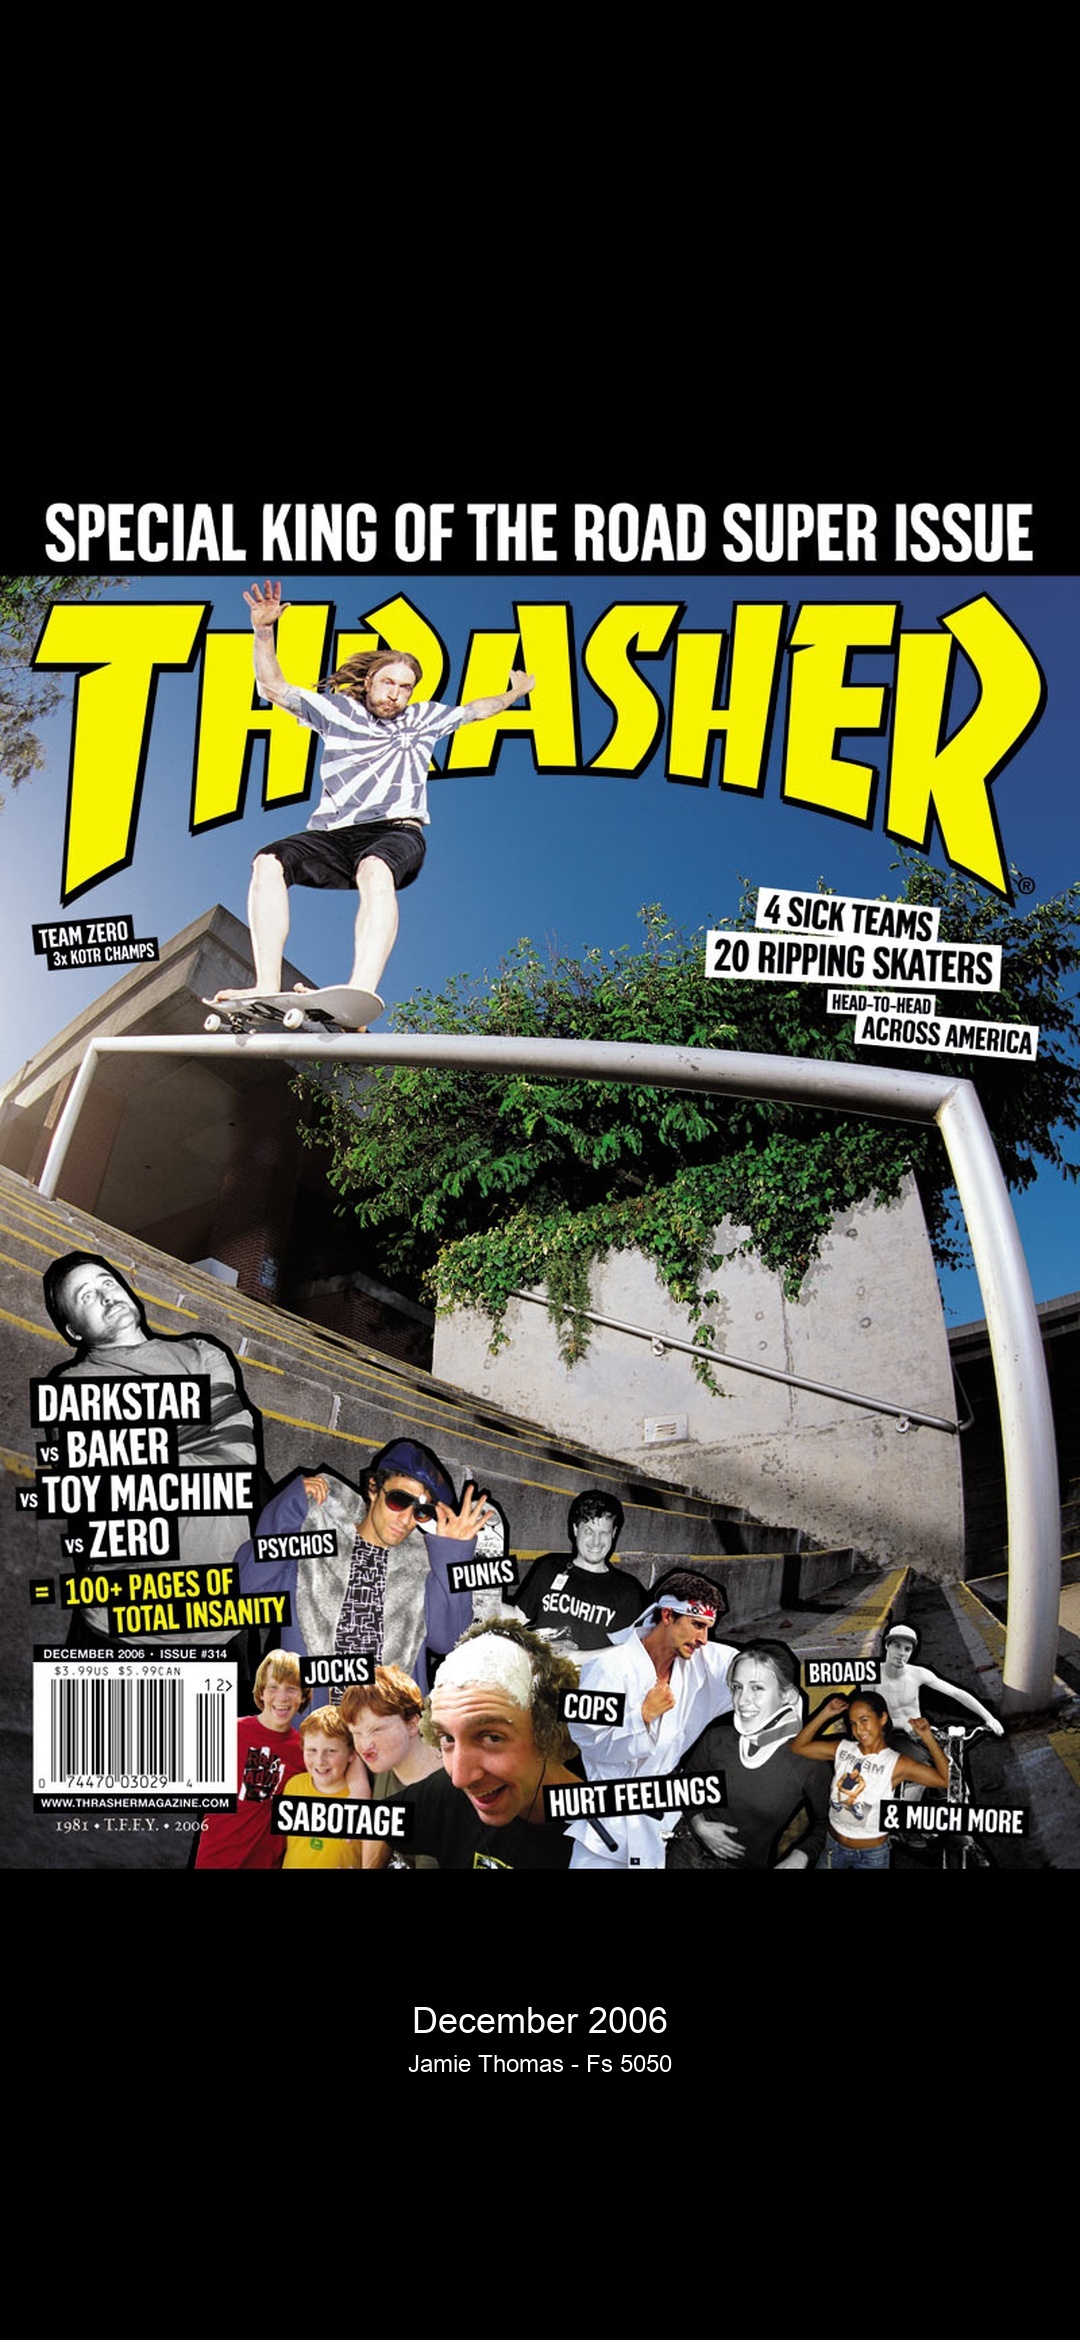 SPECIAL KING OF THE ROAD SUPER ISSUE
THRASHER
®
TEAM ZERO
3x KOTR CHAMPS
4 SICK TEAMS
20 RIPPING SKATERS
HEAD-TO-HEAD
ACROSS AMERICA
DARKSTAR
VS BAKER
VS TOY MACHINE
VS ZERO
= 100+ PAGES OF
TOTAL INSANITY
PSYCHOS
PUNKS
SECURITY
JOCKS
COPS
BROADS
EMINEM
SABOTAGE
HURT FEELINGS
& MUCH MORE
DECEMBER 2006 • ISSUE #314
$3.99US $5.99CAN
12>
0 74470 03029 4
WWW.THRASHERMAGAZINE.COM
1981 • T.F.F.Y. • 2006
December 2006
Jamie Thomas - Fs 5050